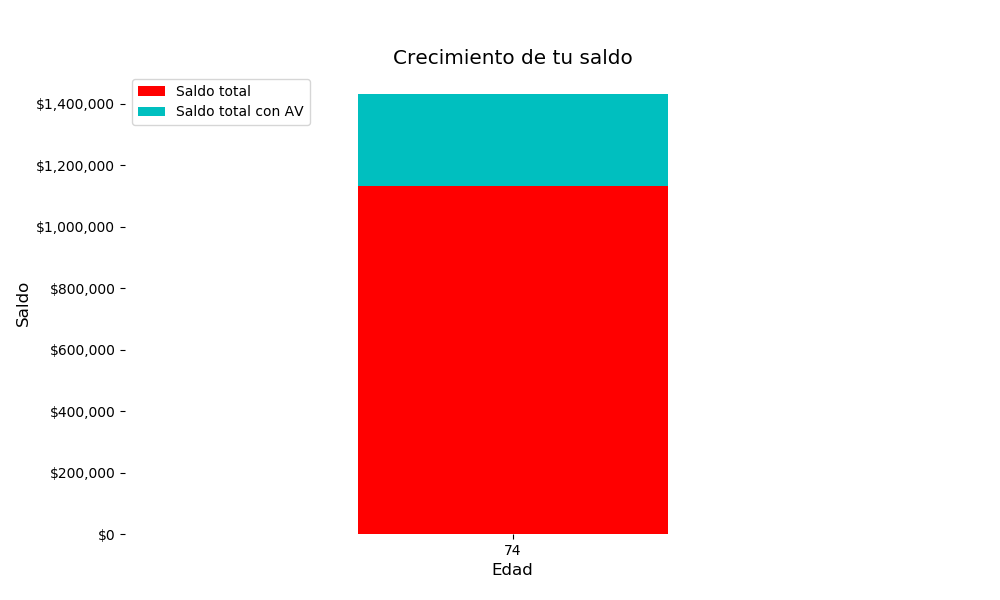 Crecimiento de tu saldo
Saldo total
Saldo total con AV
$1,400,000
$1,200,000
$1,000,000
$800,000
$600,000
$400,000
$200,000
$0
Saldo
74
Edad